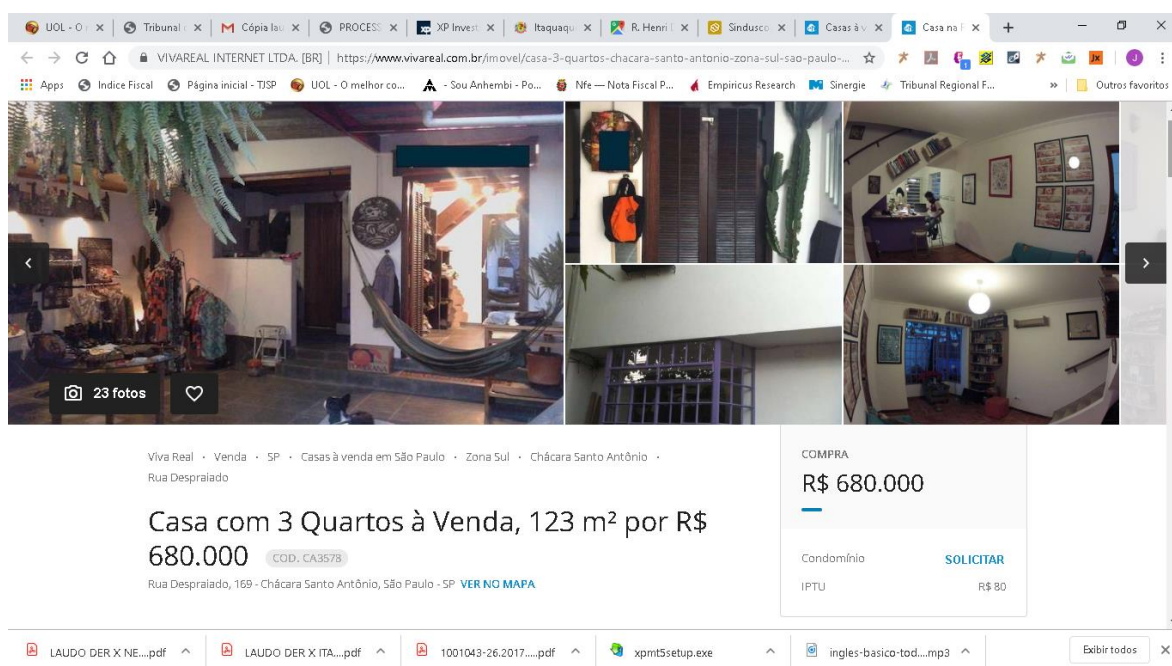 UOL - O
Tribunal
Cópia lau
PROCESS
XP Invest
Itaquaqu
R. Henri
Sindusco
Casas à v
Casa na
VIVAREAL INTERNET LTDA. [BR] | https://www.vivareal.com.br/imovel/casa-3-quartos-chacara-santo-antonio-zona-sul-sao-paulo-...
Apps Indice Fiscal Página inicial - TJSP UOL - O melhor co... - Sou Anhembi - Po... Nfe — Nota Fiscal P... Empiricus Research Sinergie Tribunal Regional F... » Outros favoritos
23 fotos
Viva Real · Venda · SP · Casas à venda em São Paulo · Zona Sul · Chácara Santo Antônio ·
Rua Despraiado
Casa com 3 Quartos à Venda, 123 m² por R$
680.000 COD. CA3578
Rua Despraiado, 169 - Chácara Santo Antônio, São Paulo - SP VER NO MAPA
COMPRA
R$ 680.000
Condomínio SOLICITAR
IPTU R$ 80
LAUDO DER X NE....pdf LAUDO DER X ITA....pdf 1001043-26.2017.....pdf xpmt5setup.exe ingles-basico-tod....mp3 Exibir todos